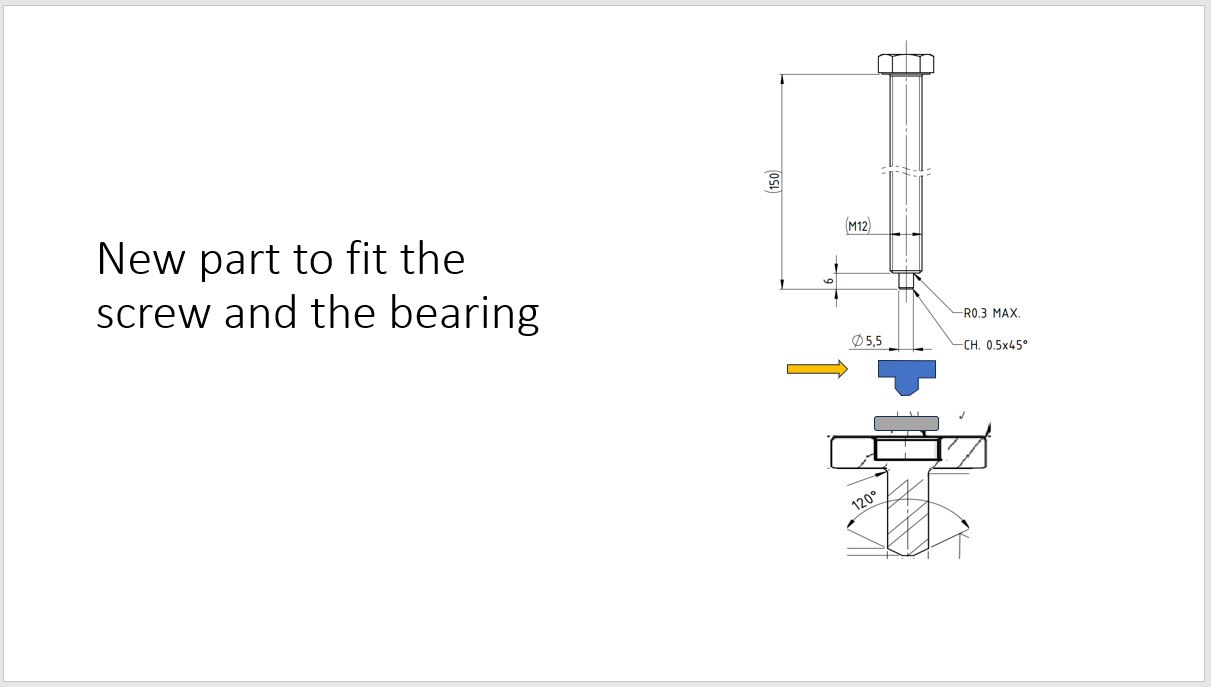 New part to fit the
screw and the bearing
(150)
(M12)
6
R0.3 MAX.
∅5,5
CH. 0.5x45°
120°